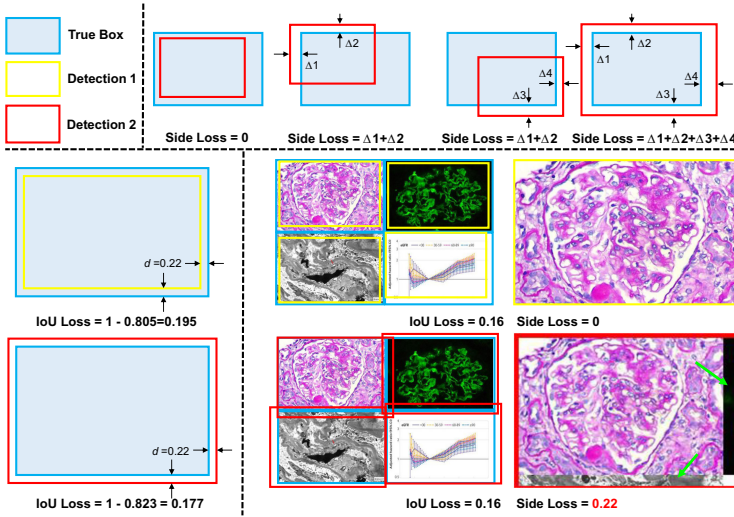 True Box
Detection 1
Detection 2
Δ1
Δ2
Δ3
Δ4
Δ1
Δ2
Δ3
Δ4
Side Loss = 0
Side Loss = Δ1+Δ2
Side Loss = Δ1+Δ2
Side Loss = Δ1+Δ2+Δ3+Δ4
d =0.22
IoU Loss = 1 - 0.805=0.195
IoU Loss = 0.16
Side Loss = 0
d =0.22
IoU Loss = 1 - 0.823 = 0.177
IoU Loss = 0.16
Side Loss = 0.22